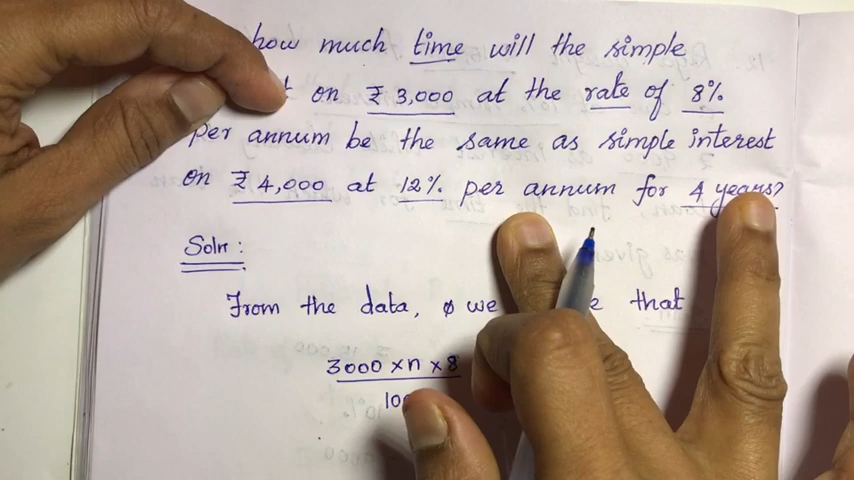 how much time will the simple
on ₹ 3,000 at the rate of 8%
per annum be the same as simple interest
on ₹ 4,000 at 12% per annum for 4 years?
Soln:
From the data, we that
3000 × n × 8